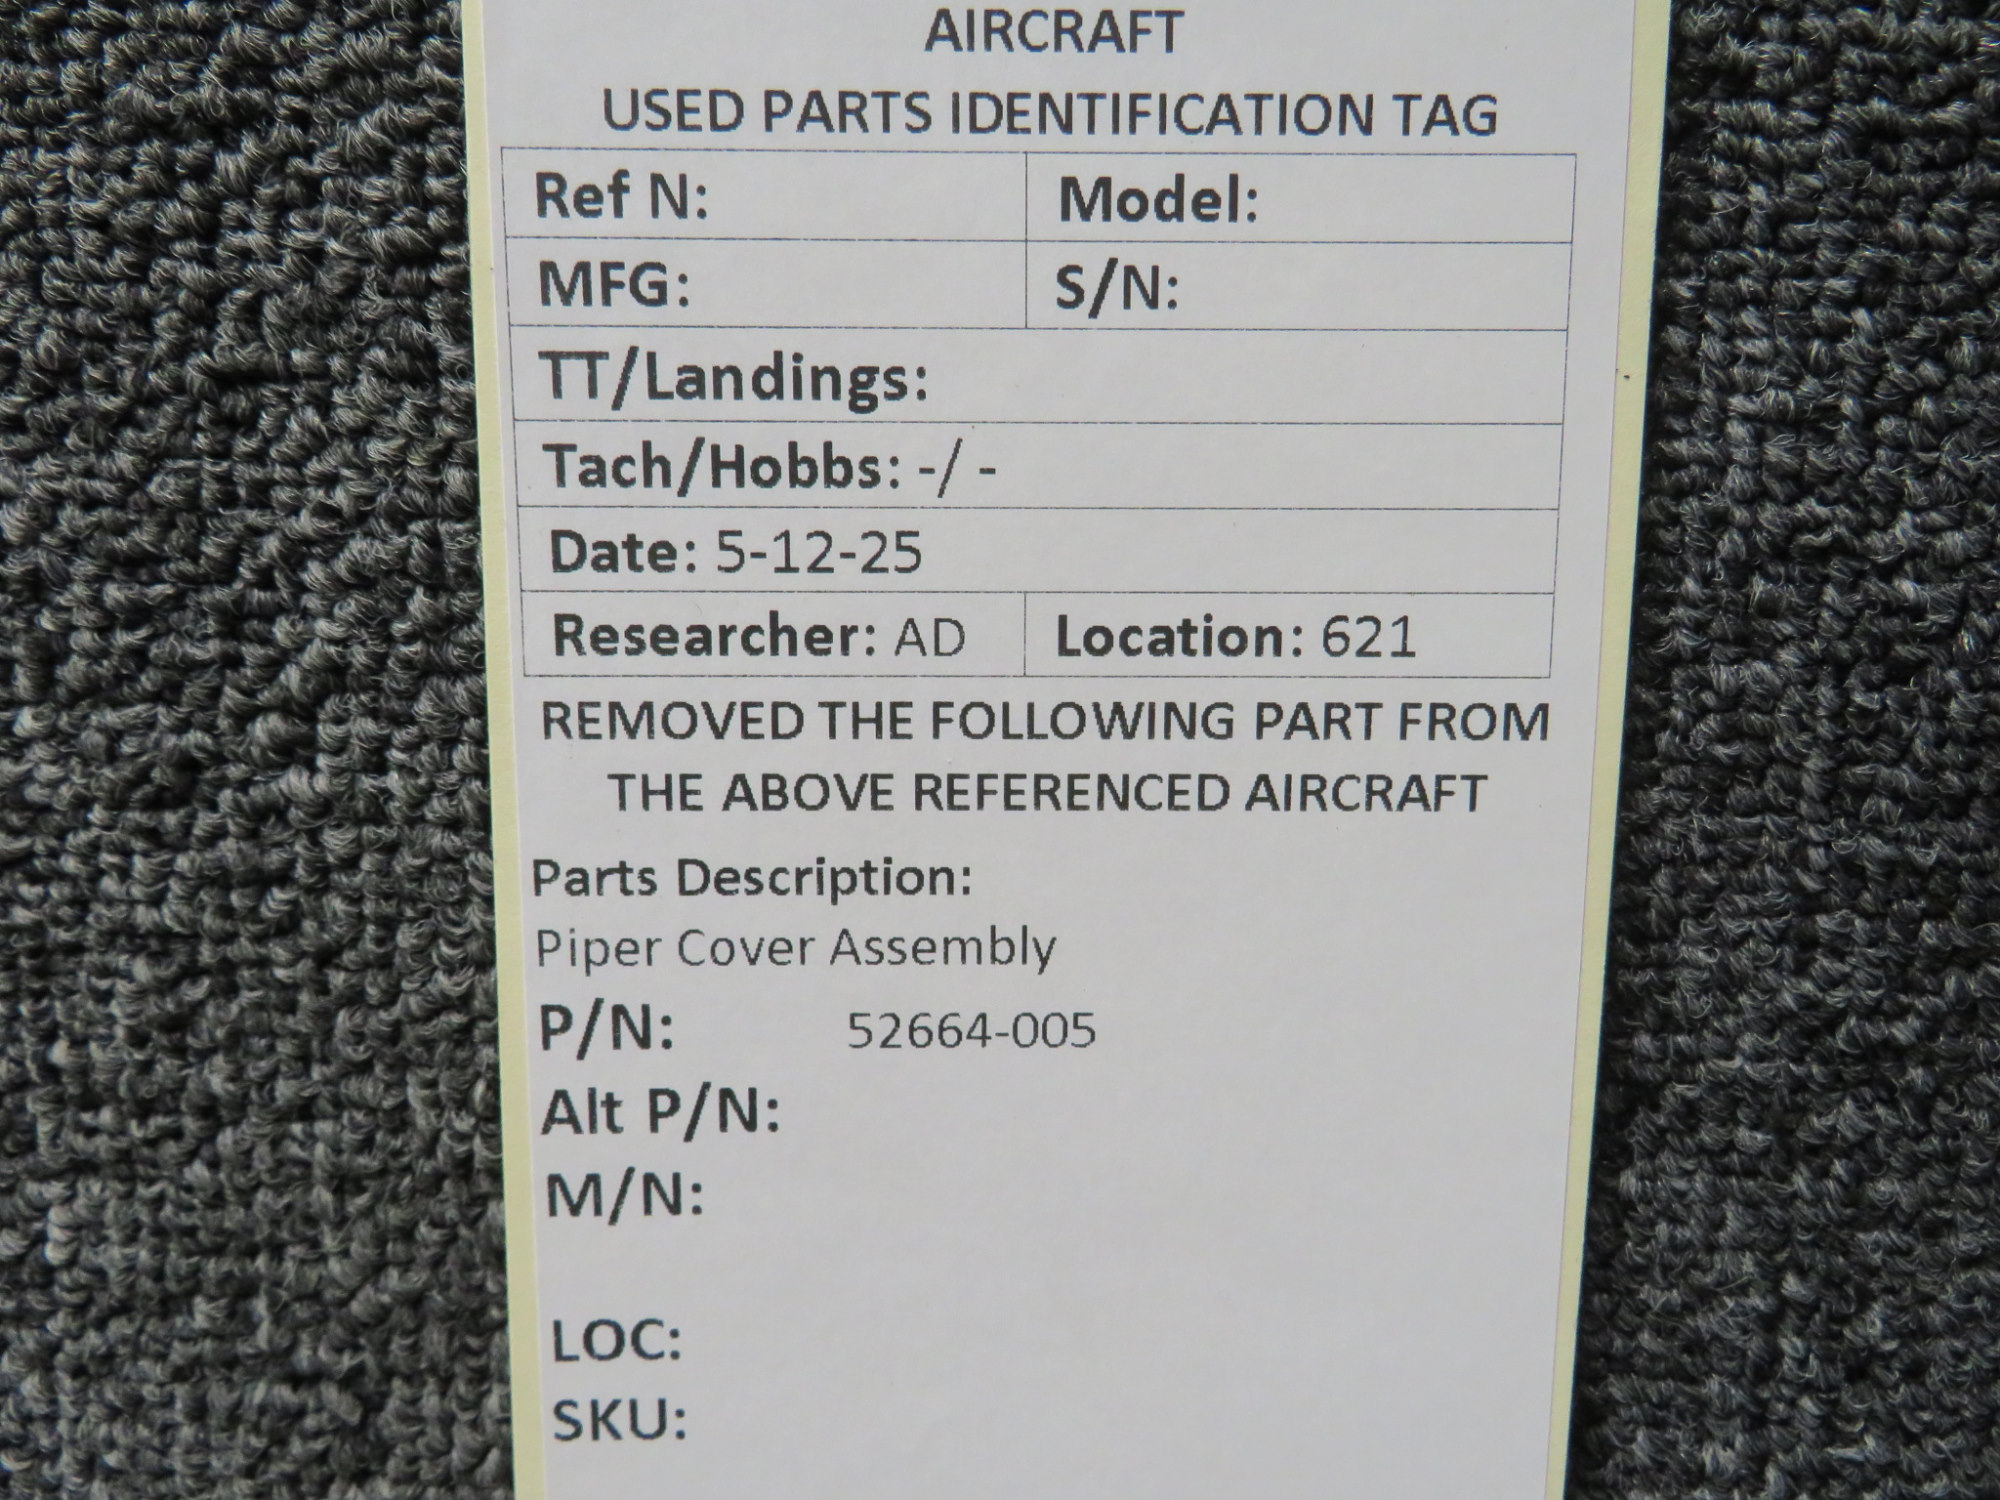 AIRCRAFT
USED PARTS IDENTIFICATION TAG
Ref N: Model:
MFG: S/N:
TT/Landings:
Tach/Hobbs: -/ -
Date: 5-12-25
Researcher: AD Location: 621
REMOVED THE FOLLOWING PART FROM
THE ABOVE REFERENCED AIRCRAFT
Parts Description:
Piper Cover Assembly
P/N: 52664-005
Alt P/N:
M/N:
LOC:
SKU: